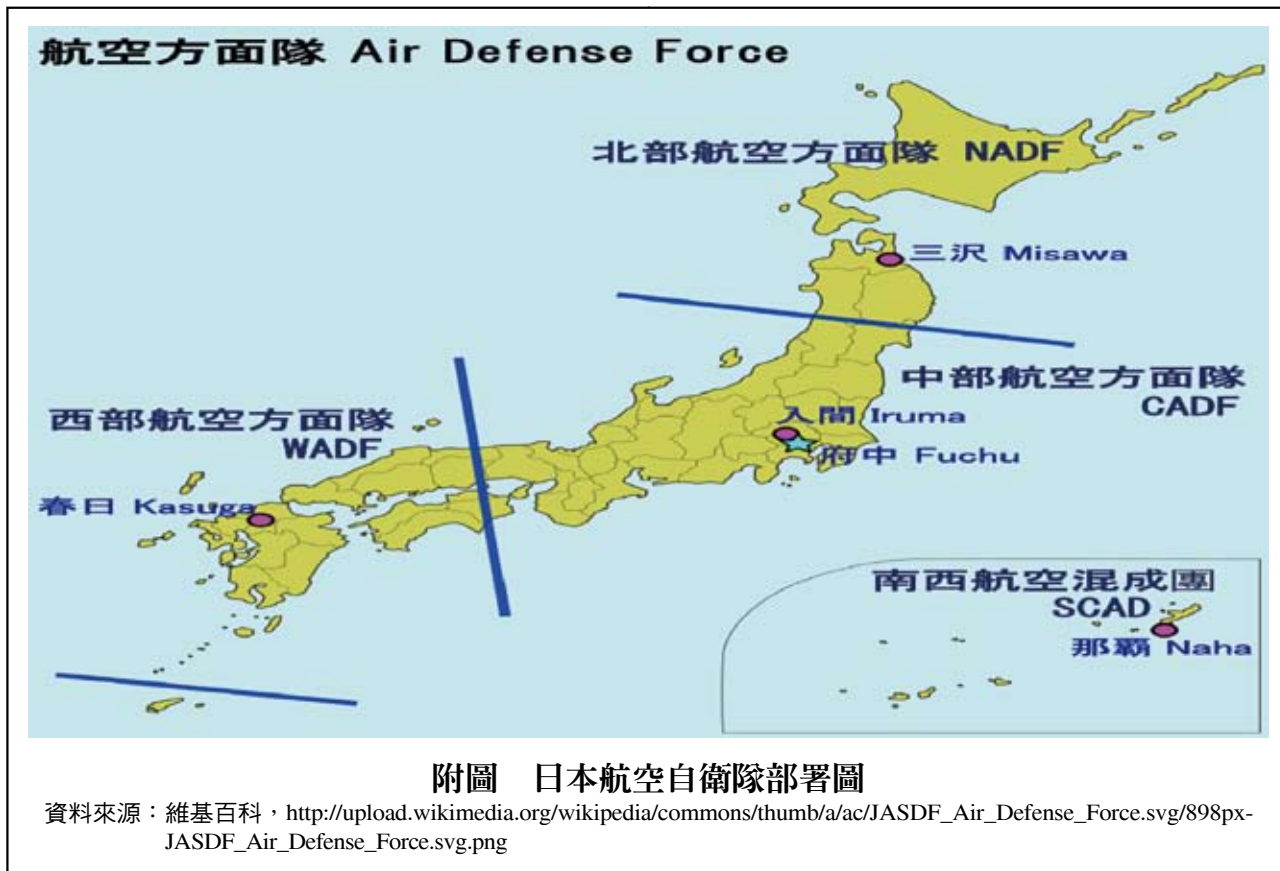 航空方面隊 Air Defense Force
北部航空方面隊 NADF
三沢 Misawa
中部航空方面隊
CADF
入間 Iruma
府中 Fuchu
西部航空方面隊
WADF
春日 Kasuga
南西航空混成團
SCAD
那覇 Naha
附圖　日本航空自衛隊部署圖
資料來源：維基百科，http://upload.wikimedia.org/wikipedia/commons/thumb/a/ac/JASDF_Air_Defense_Force.svg/898px-
JASDF_Air_Defense_Force.svg.png